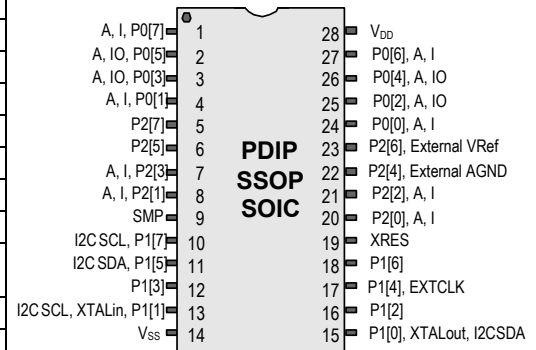 A, I, P0[7] 1 28 VDD
A, IO, P0[5] 2 27 P0[6], A, I
A, IO, P0[3] 3 26 P0[4], A, IO
A, I, P0[1] 4 25 P0[2], A, IO
P2[7] 5 24 P0[0], A, I
P2[5] 6 PDIP 23 P2[6], External VRef
A, I, P2[3] 7 SSOP 22 P2[4], External AGND
A, I, P2[1] 8 SOIC 21 P2[2], A, I
SMP 9 20 P2[0], A, I
I2C SCL, P1[7] 10 19 XRES
I2C SDA, P1[5] 11 18 P1[6]
P1[3] 12 17 P1[4], EXTCLK
I2C SCL, XTALin, P1[1] 13 16 P1[2]
Vss 14 15 P1[0], XTALout, I2CSDA